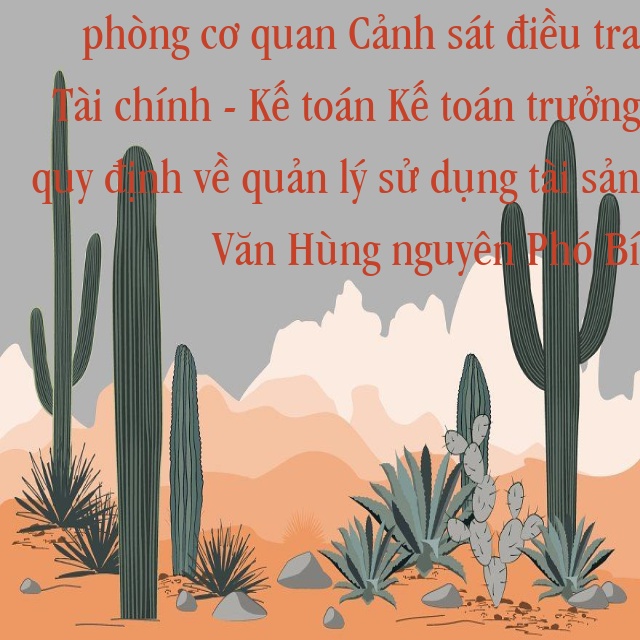 phòng cơ quan Cảnh sát điều tra
Tài chính - Kế toán Kế toán trưởng
quy định về quản lý sử dụng tài sản
Văn Hùng nguyên Phó Bí